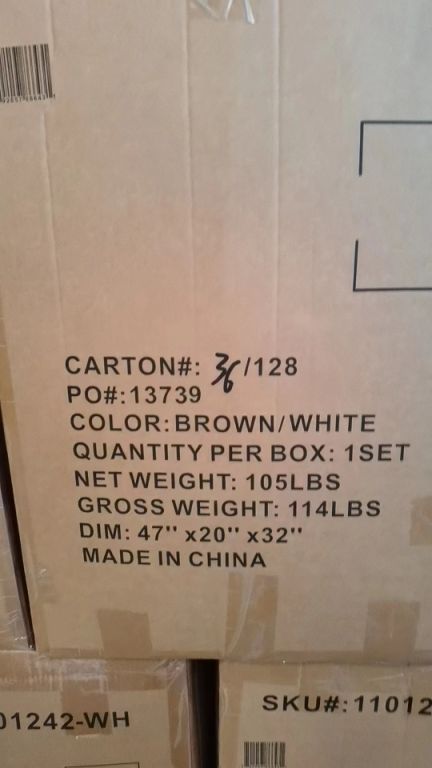 CARTON#: 36/128
PO#:13739
COLOR:BROWN/WHITE
QUANTITY PER BOX: 1SET
NET WEIGHT: 105LBS
GROSS WEIGHT: 114LBS
DIM: 47" x20" x32"
MADE IN CHINA
01242-WH
SKU#:11012